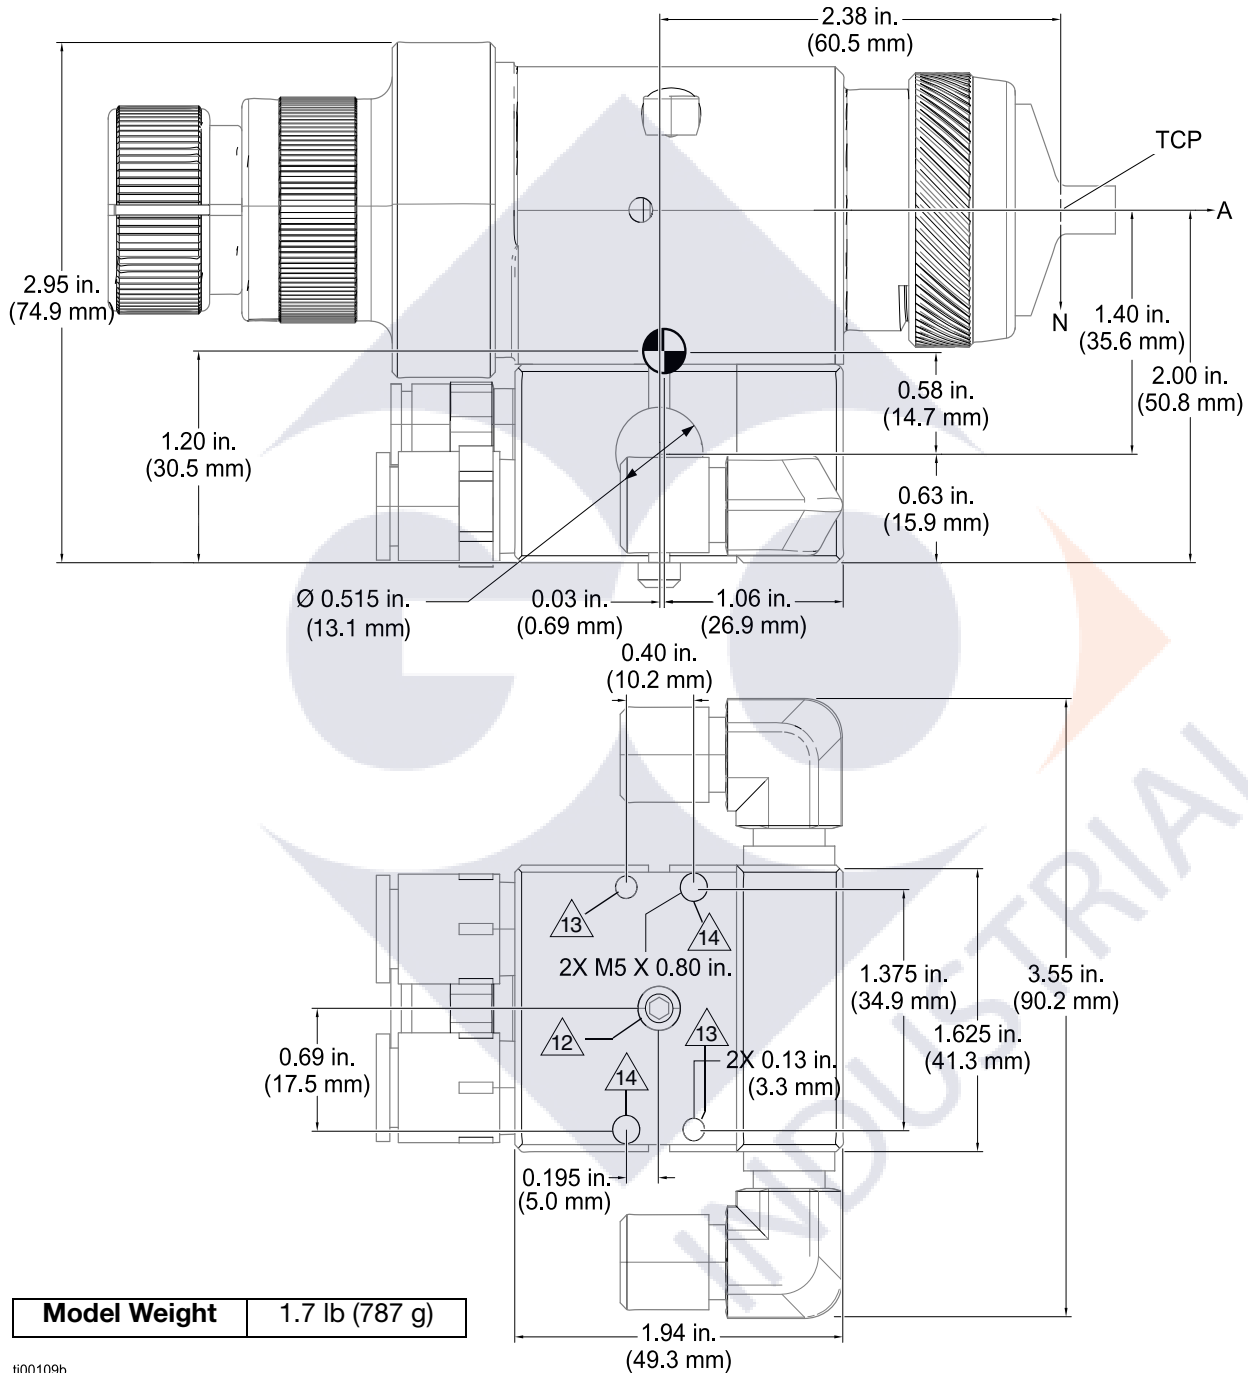 2.38 in.
(60.5 mm)
TCP
A
2.95 in.
(74.9 mm)
N
1.40 in.
(35.6 mm)
2.00 in.
(50.8 mm)
0.58 in.
(14.7 mm)
1.20 in.
(30.5 mm)
0.63 in.
(15.9 mm)
Ø 0.515 in.
(13.1 mm)
0.03 in.
(0.69 mm)
1.06 in.
(26.9 mm)
0.40 in.
(10.2 mm)
13
14
2X M5 X 0.80 in.
1.375 in.
(34.9 mm)
3.55 in.
(90.2 mm)
12
13
1.625 in.
(41.3 mm)
0.69 in.
(17.5 mm)
14
2X 0.13 in.
(3.3 mm)
0.195 in.
(5.0 mm)
INDUSTRIAL
Model Weight 1.7 lb (787 g)
1.94 in.
(49.3 mm)
ti00109b